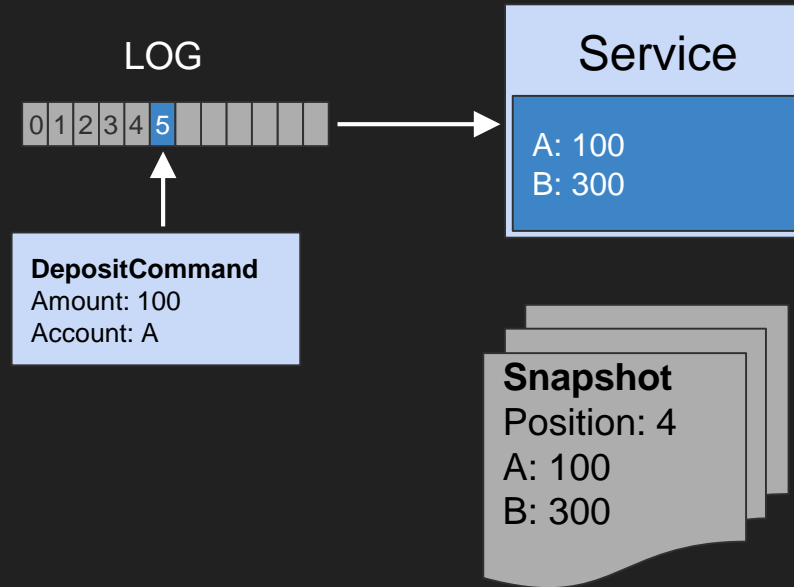 LOG
0 1 2 3 4 5
DepositCommand
Amount: 100
Account: A
Service
A: 100
B: 300
Snapshot
Position: 4
A: 100
B: 300